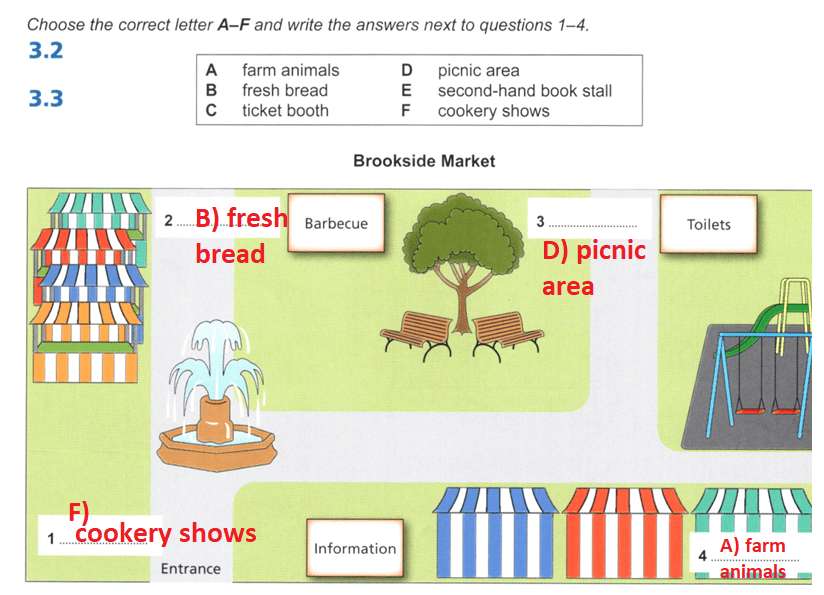 Choose the correct letter A–F and write the answers next to questions 1–4.
3.2
3.3
A farm animals D picnic area
B fresh bread E second-hand book stall
C ticket booth F cookery shows
Brookside Market
2 ........ B) fresh
bread
Barbecue
3 ........................
D) picnic
area
Toilets
F)
1 ........ cookery shows
Entrance
Information
4 ........ A) farm
animals